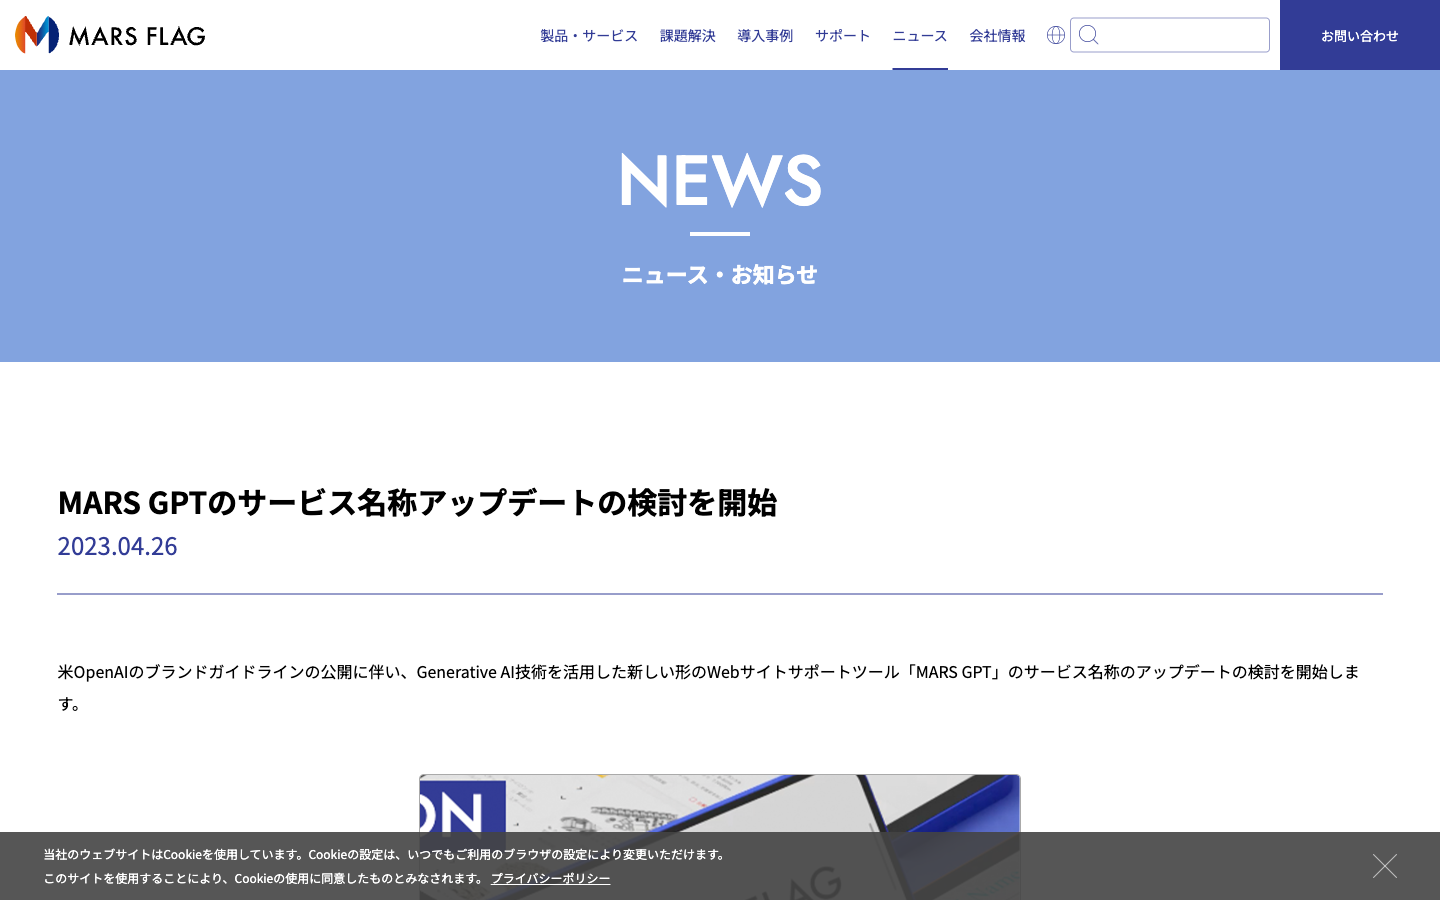 MARS FLAG
製品・サービス 課題解決 導入事例 サポート ニュース 会社情報
お問い合わせ
NEWS
ニュース・お知らせ
MARS GPTのサービス名称アップデートの検討を開始
2023.04.26
米OpenAIのブランドガイドラインの公開に伴い、Generative AI技術を活用した新しい形のWebサイトサポートツール「MARS GPT」のサービス名称のアップデートの検討を開始しま
す。
ON
FLAG
当社のウェブサイトはCookieを使用しています。Cookieの設定は、いつでもご利用のブラウザの設定により変更いただけます。
このサイトを使用することにより、Cookieの使用に同意したものとみなされます。 プライバシーポリシー